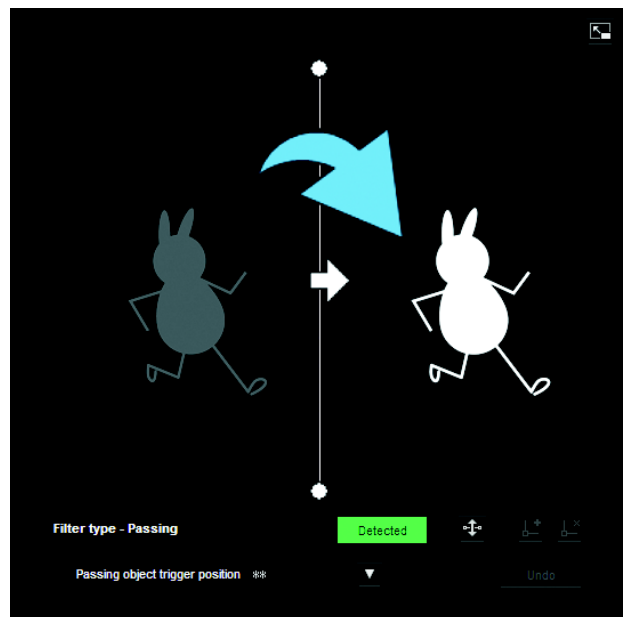 Filter type - Passing Detected
Passing object trigger position ** Undo